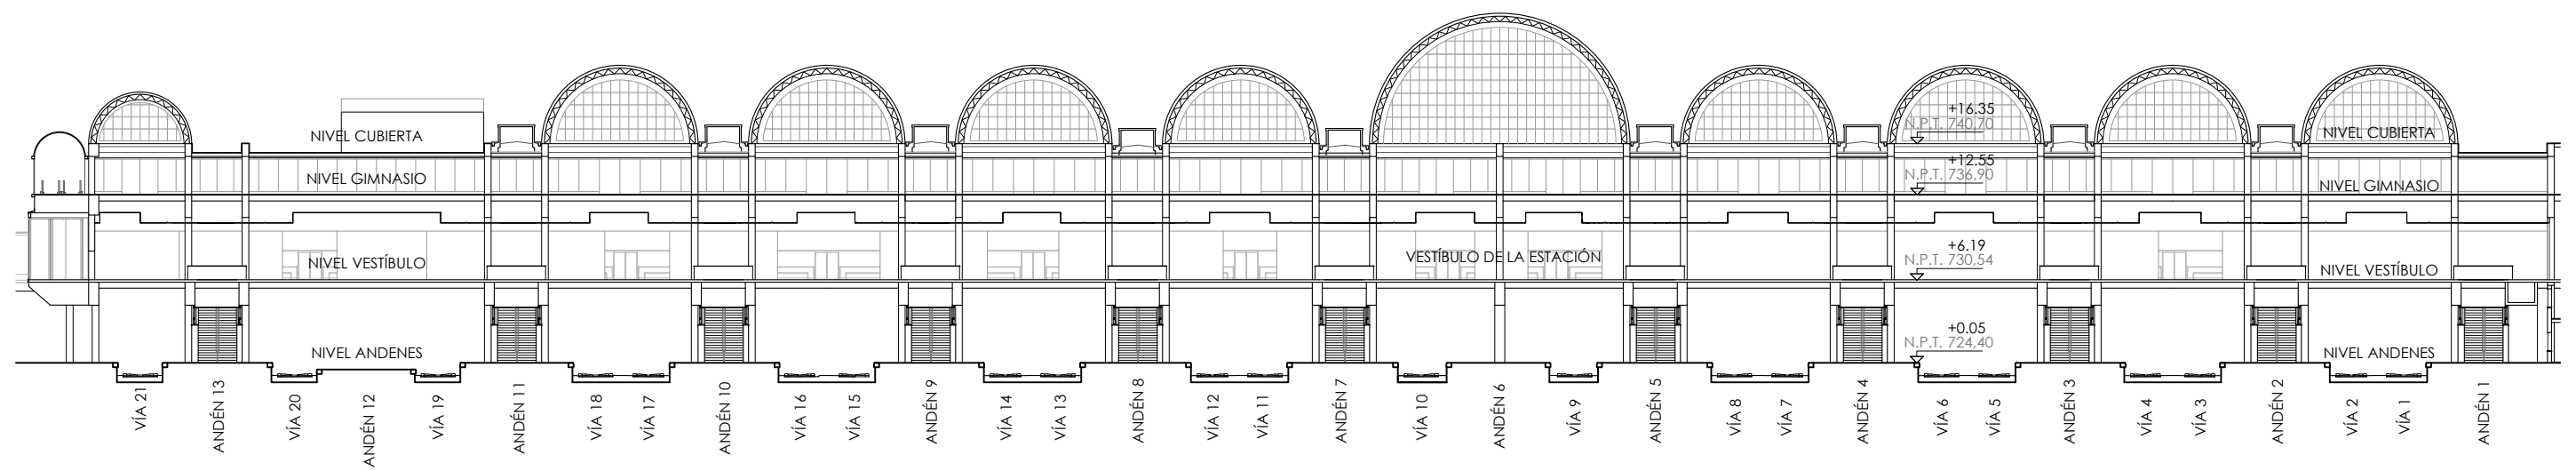 +16.35
N.P.T. 740,70
NIVEL CUBIERTA
NIVEL CUBIERTA
+12.55
N.P.T. 736,90
NIVEL GIMNASIO
NIVEL GIMNASIO
+6.19
VESTÍBULO DE LA ESTACIÓN
N.P.T. 730,54
NIVEL VESTÍBULO
NIVEL VESTÍBULO
+0.05
N.P.T. 724,40
NIVEL ANDENES
NIVEL ANDENES
VÍA 21
ANDÉN 13
VÍA 20
ANDÉN 12
VÍA 19
ANDÉN 11
VÍA 18
VÍA 17
ANDÉN 10
VÍA 16
VÍA 15
ANDÉN 9
VÍA 14
VÍA 13
ANDÉN 8
VÍA 12
VÍA 11
ANDÉN 7
VÍA 10
ANDÉN 6
VÍA 9
ANDÉN 5
VÍA 8
VÍA 7
ANDÉN 4
VÍA 6
VÍA 5
ANDÉN 3
VÍA 4
VÍA 3
ANDÉN 2
VÍA 2
VÍA 1
ANDÉN 1